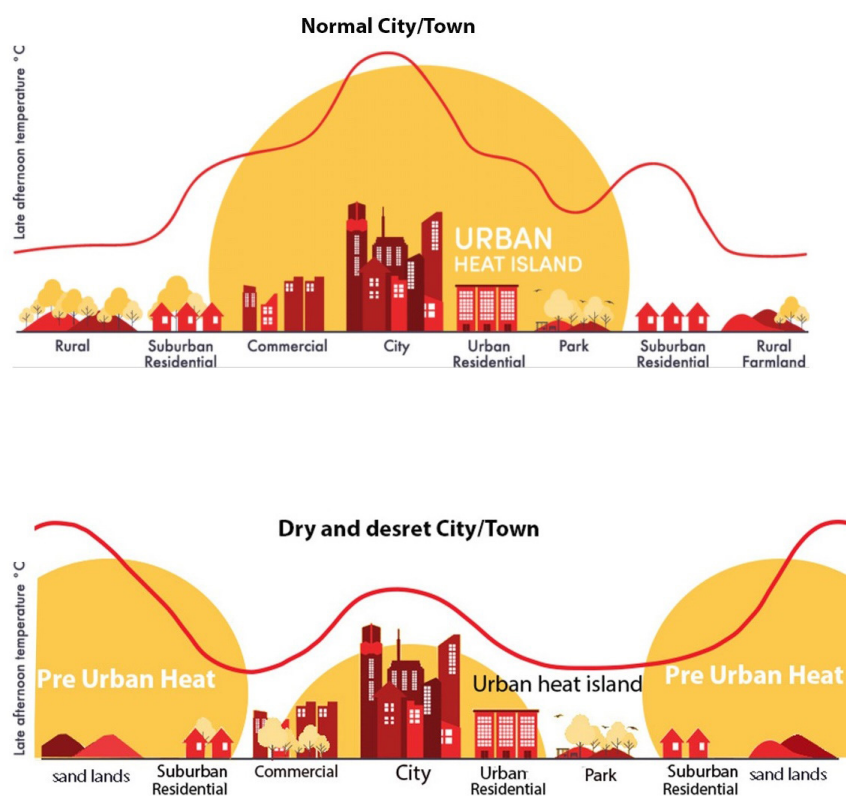 Normal City/Town
Late afternoon temperature °C
URBAN
HEAT ISLAND
Rural
Suburban
Residential
Commercial
City
Urban
Residential
Park
Suburban
Residential
Rural
Farmland
Dry and desret City/Town
Late afternoon temperature °C
Pre Urban Heat
Urban heat island
Pre Urban Heat
sand lands
Suburban
Residential
Commercial
City
Urban
Residential
Park
Suburban
Residential
sand lands